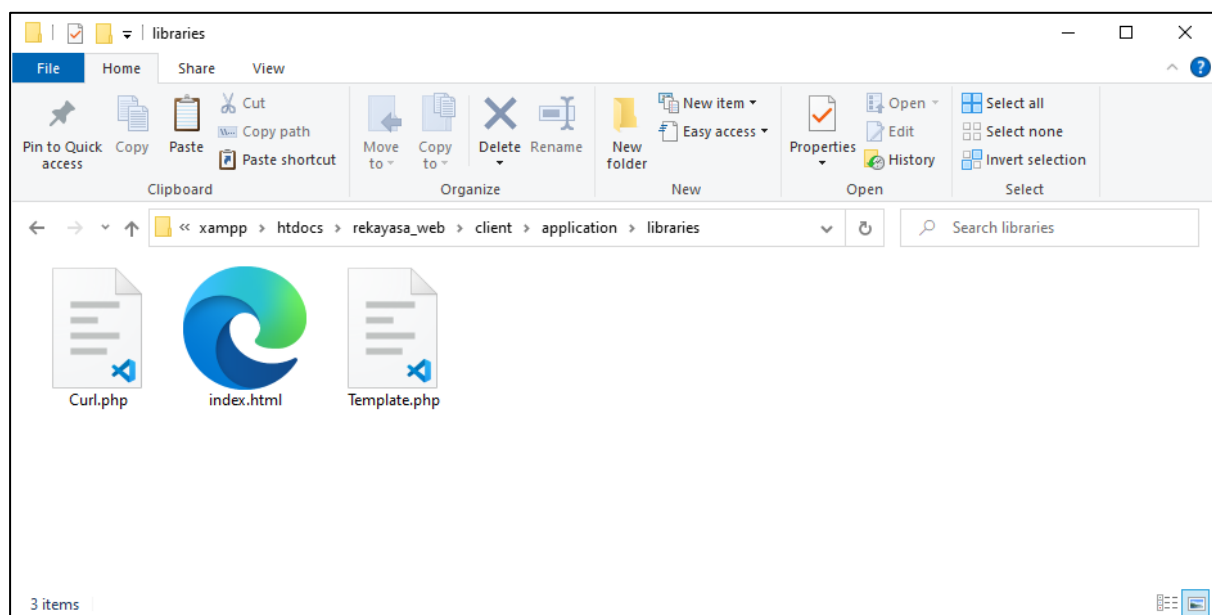 libraries
File Home Share View
Pin to Quick access
Copy
Paste
Cut
Copy path
Paste shortcut
Clipboard
Move to
Copy to
Delete
Rename
Organize
New folder
New item
Easy access
New
Properties
Open
Edit
History
Open
Select all
Select none
Invert selection
Select
« xampp > htdocs > rekayasa_web > client > application > libraries
Search libraries
Curl.php
index.html
Template.php
3 items